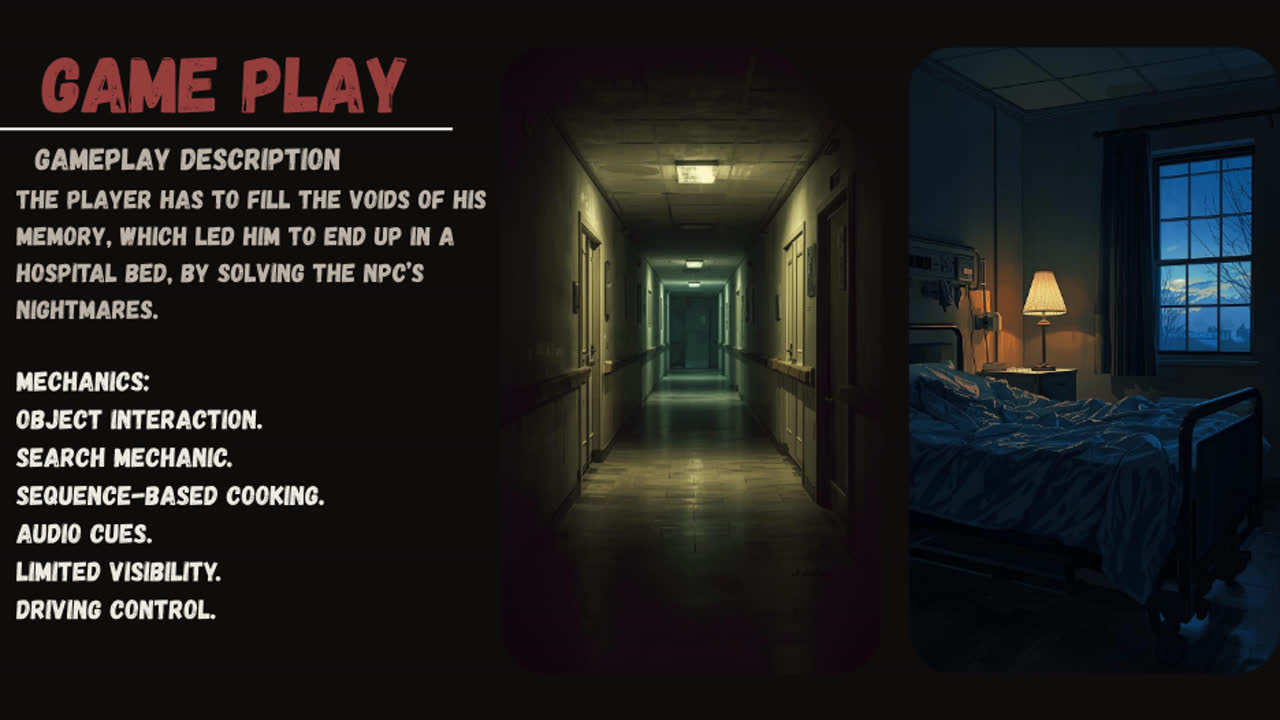 GAME PLAY
GAMEPLAY DESCRIPTION
THE PLAYER HAS TO FILL THE VOIDS OF HIS
MEMORY, WHICH LED HIM TO END UP IN A
HOSPITAL BED, BY SOLVING THE NPC'S
NIGHTMARES.
MECHANICS:
OBJECT INTERACTION.
SEARCH MECHANIC.
SEQUENCE-BASED COOKING.
AUDIO CUES.
LIMITED VISIBILITY.
DRIVING CONTROL.